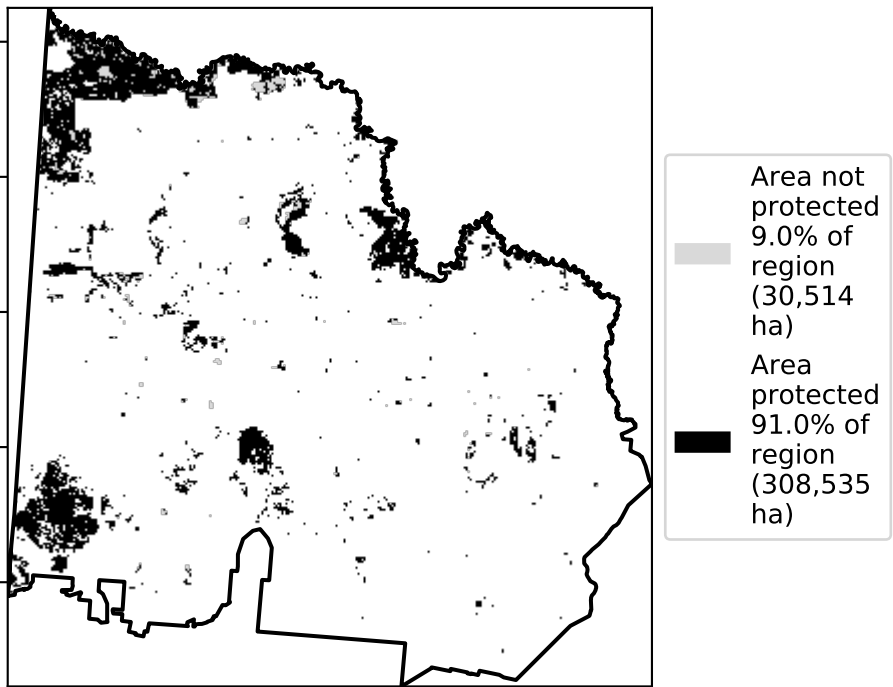 Area not
protected
9.0% of
region
(30,514
ha)
Area
protected
91.0% of
region
(308,535
ha)